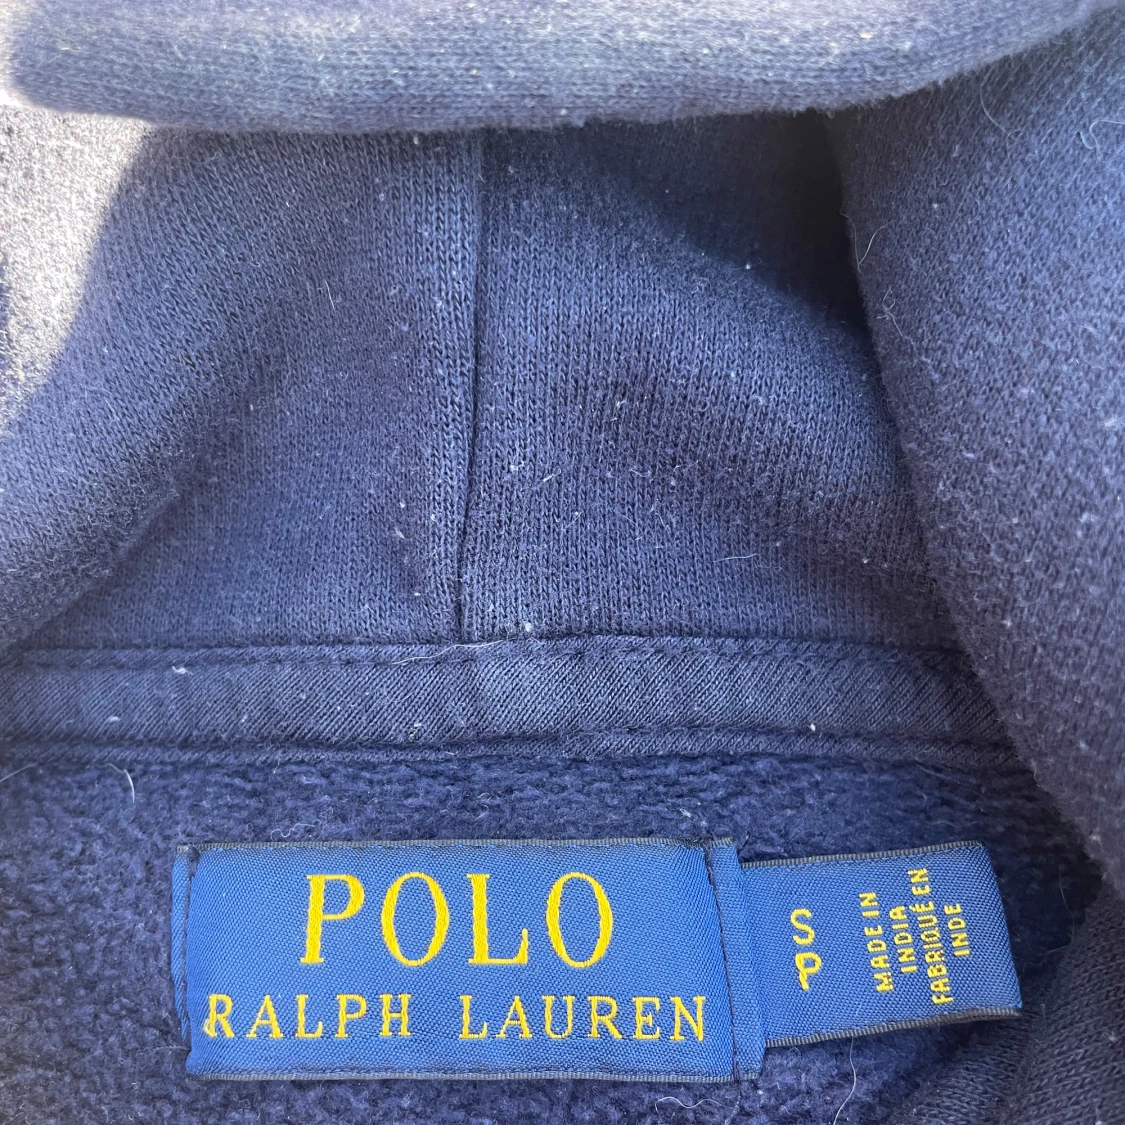 POLO
RALPH LAUREN
S
P
MADE IN
INDIA
FABRIQUÉ EN
INDE